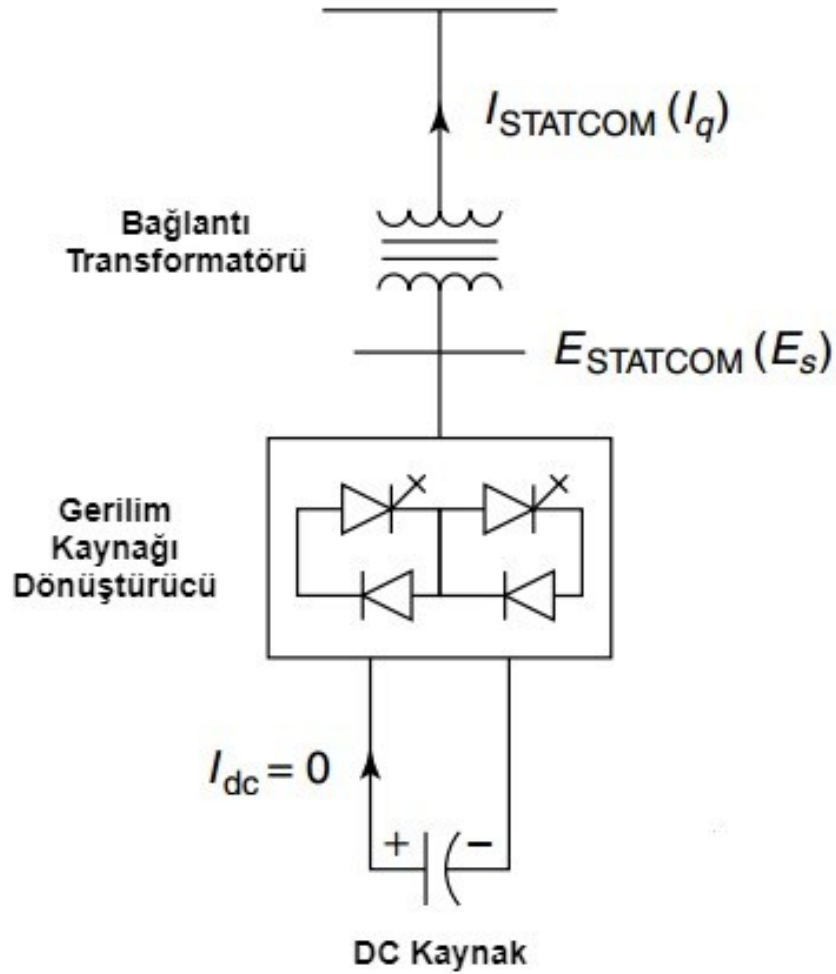 I_STATCOM (I_q)
Bağlantı
Transformatörü
E_STATCOM (E_s)
Gerilim
Kaynağı
Dönüştürücü
I_dc = 0
+ −
DC Kaynak